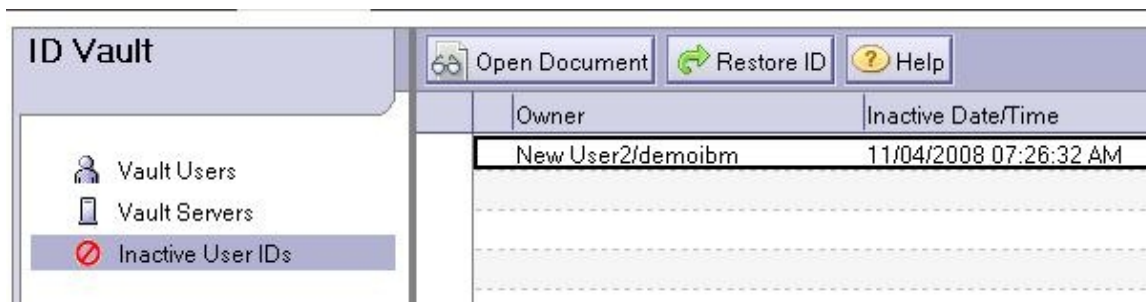 ID Vault
Open Document Restore ID Help
Owner Inactive Date/Time
New User2/demoibm 11/04/2008 07:26:32 AM
Vault Users
Vault Servers
Inactive User IDs